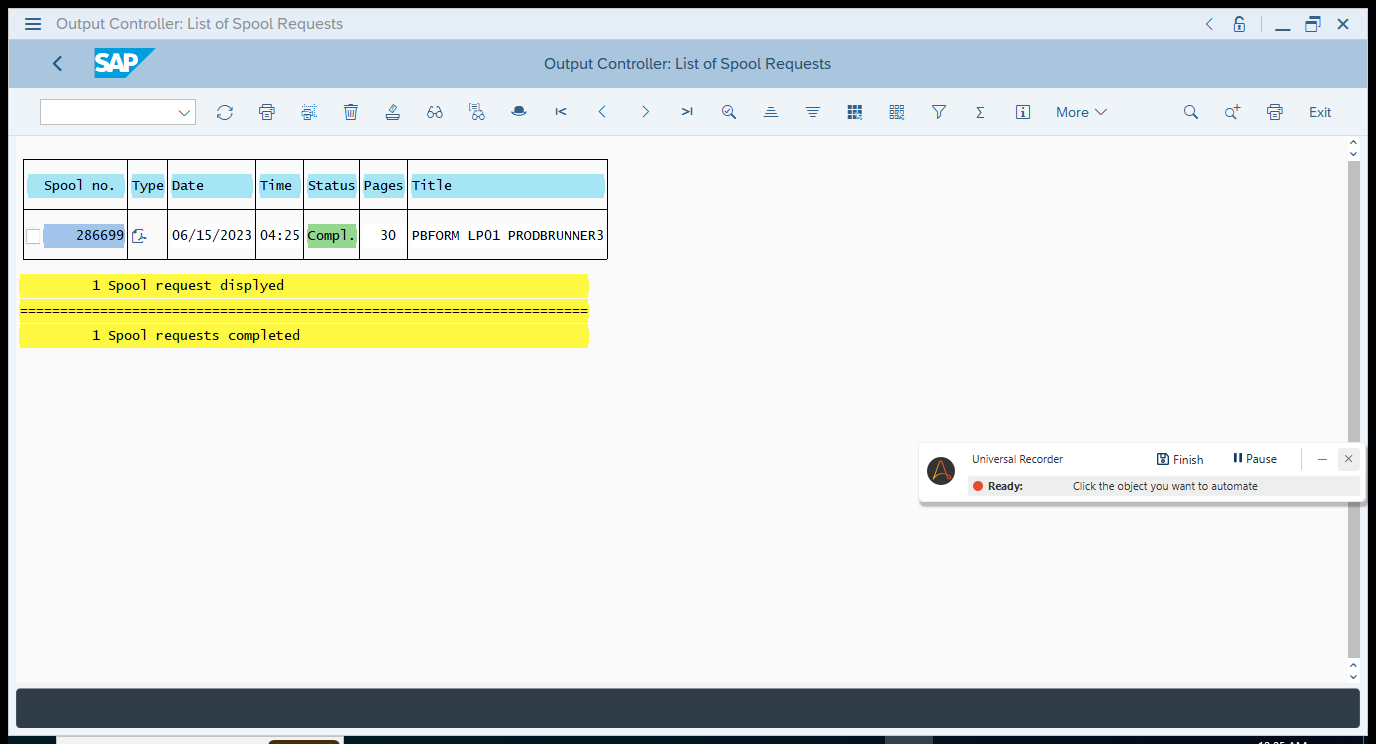 Output Controller: List of Spool Requests
SAP
Output Controller: List of Spool Requests
More
Exit
Spool no. Type Date Time Status Pages Title
286699 06/15/2023 04:25 Compl. 30 PBFORM LP01 PRODBRUNNER3
1 Spool request displyed
=======================================================================
1 Spool requests completed
Universal Recorder Finish Pause
Ready: Click the object you want to automate